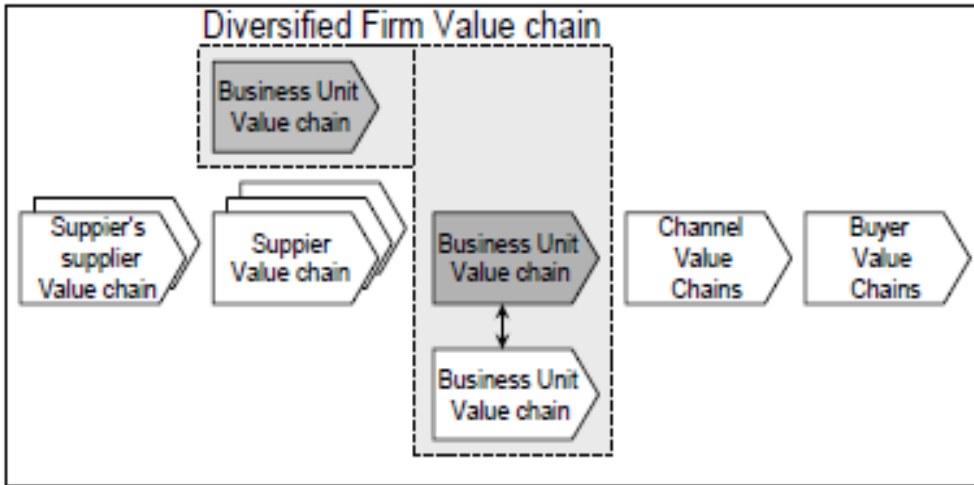 Diversified Firm Value chain
Business Unit
Value chain
Suppier's
supplier
Value chain
Suppier
Value chain
Business Unit
Value chain
Channel
Value
Chains
Buyer
Value
Chains
Business Unit
Value chain